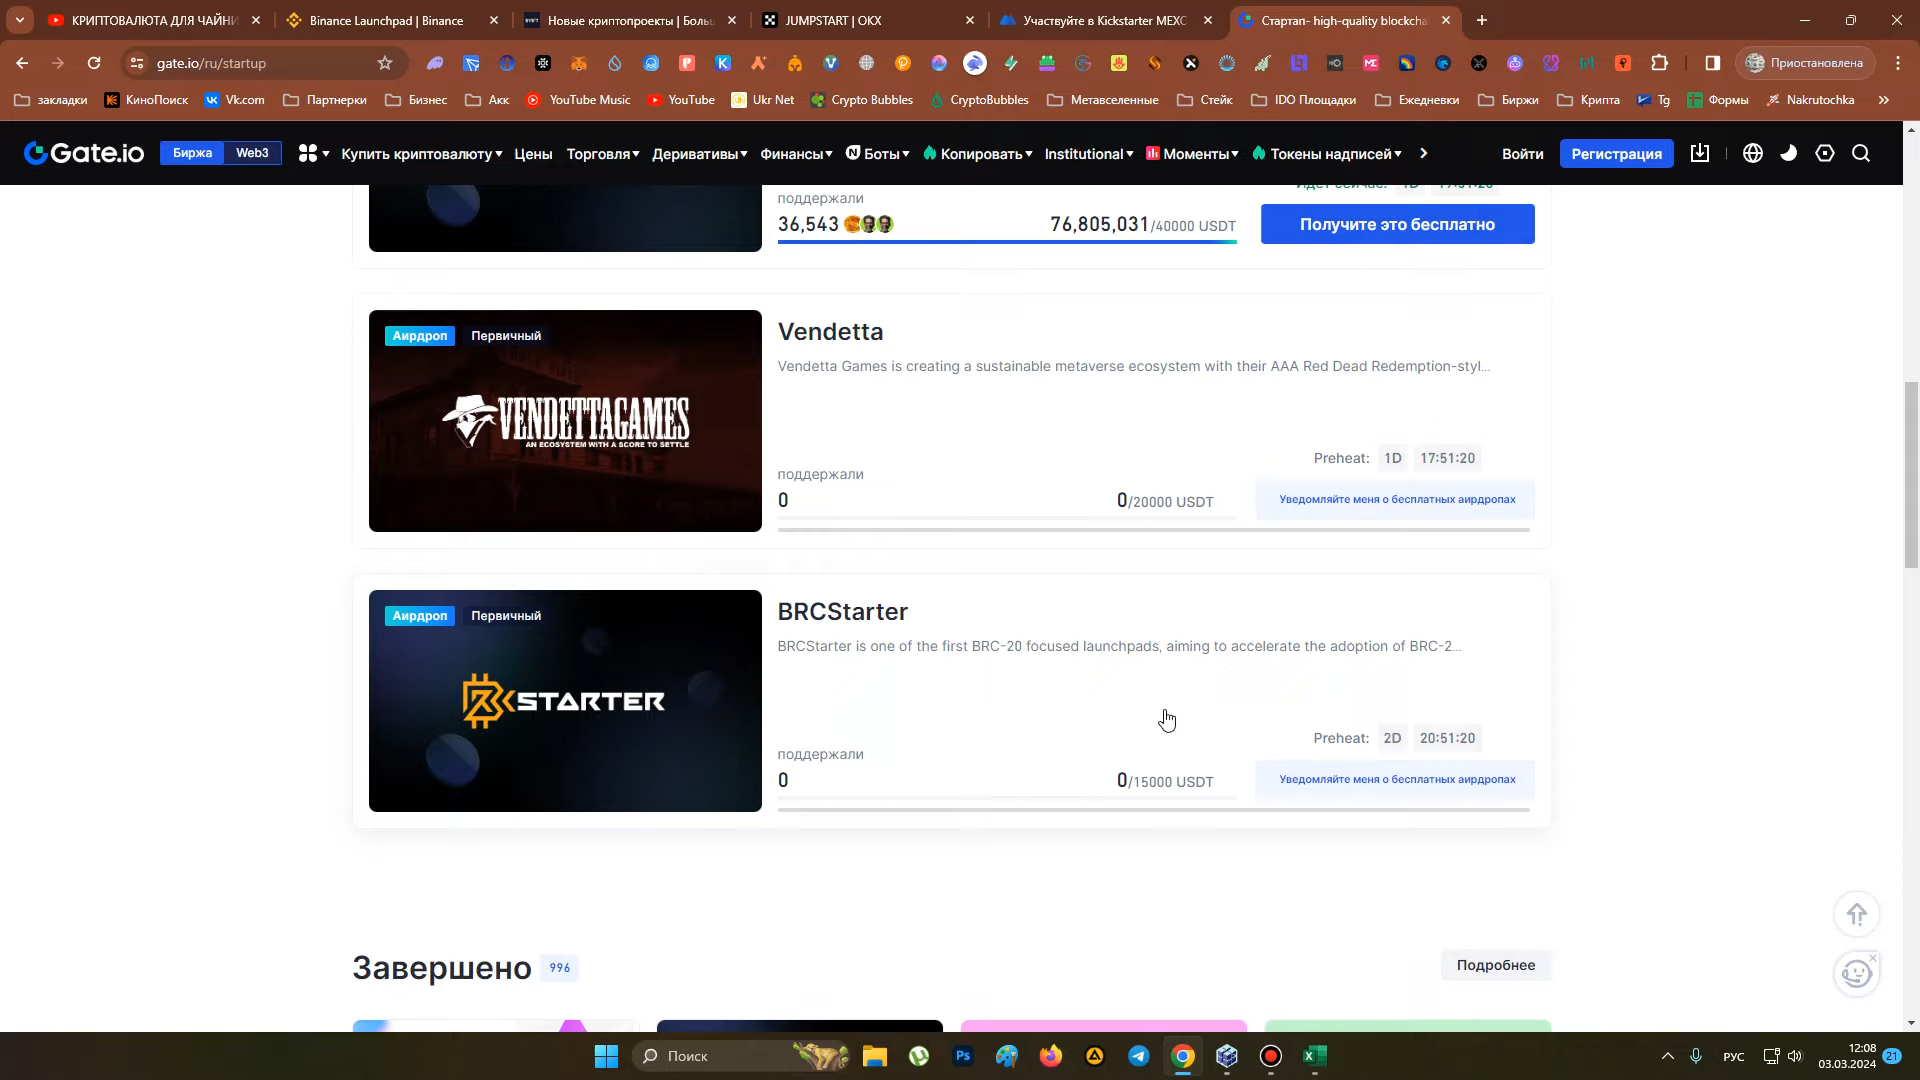 КРИПТОВАЛЮТА ДЛЯ ЧАЙНИ
Binance Launchpad | Binance
Новые криптопроекты | Боль
JUMPSTART | OKX
Участвуйте в Kickstarter MEXC
Стартап- high-quality blockcha
gate.io/ru/startup
Приостановлена
закладки
КиноПоиск
Vk.com
Партнерки
Бизнес
Акк
YouTube Music
YouTube
Ukr Net
Crypto Bubbles
CryptoBubbles
Метавселенные
Стейк
IDO Площадки
Ежедневки
Биржи
Крипта
Tg
Формы
Nakrutochka
Gate.io
Биржа
Web3
Купить криптовалюту
Цены
Торговля
Деривативы
Финансы
Боты
Копировать
Institutional
Моменты
Токены надписей
Войти
Регистрация
поддержали
Идет сейчас: 1D 17:51:20
36,543
76,805,031/40000 USDT
Получите это бесплатно
Аирдроп
Первичный
VENDETTAGAMES
AN ECOSYSTEM WITH A SCORE TO SETTLE
Vendetta
Vendetta Games is creating a sustainable metaverse ecosystem with their AAA Red Dead Redemption-styl...
Preheat: 1D 17:51:20
поддержали
0
0/20000 USDT
Уведомляйте меня о бесплатных аирдропах
Аирдроп
Первичный
STARTER
BRCStarter
BRCStarter is one of the first BRC-20 focused launchpads, aiming to accelerate the adoption of BRC-2...
Preheat: 2D 20:51:20
поддержали
0
0/15000 USDT
Уведомляйте меня о бесплатных аирдропах
Завершено
996
Подробнее
Поиск
Ps
РУС
12:08
03.03.2024
21